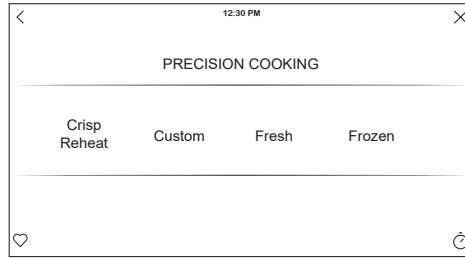 12:30 PM
PRECISION COOKING
Crisp
Reheat
Custom
Fresh
Frozen